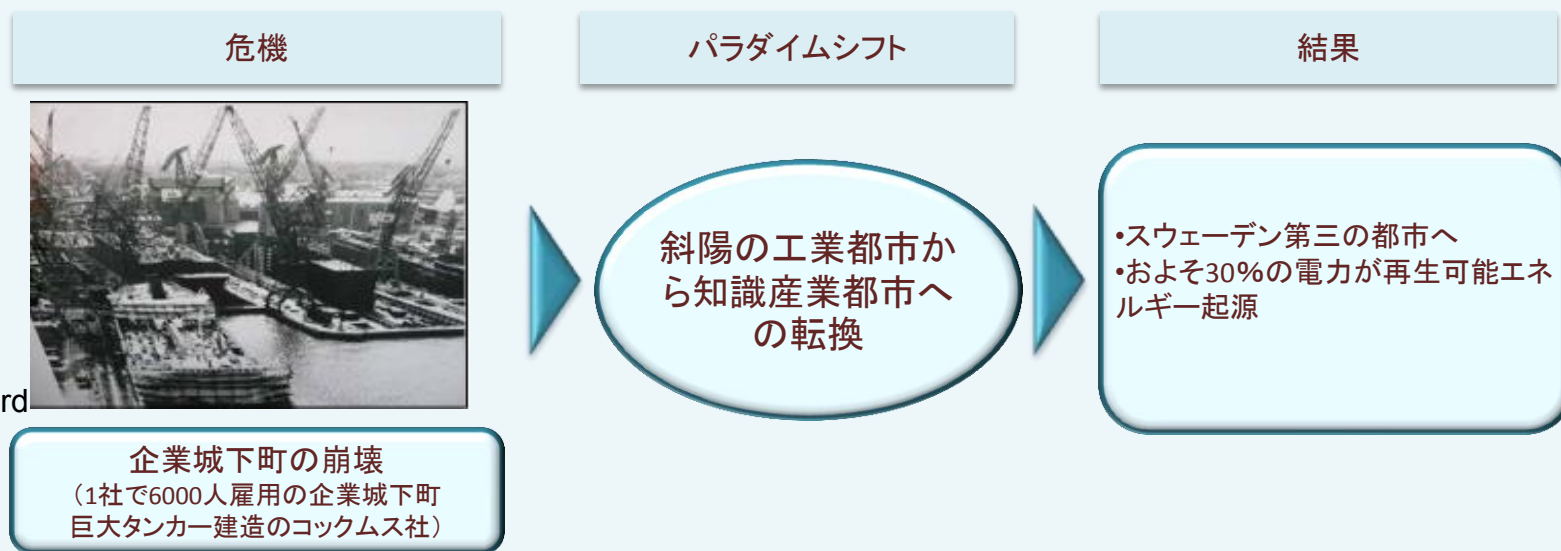 危機
パラダイムシフト
結果
斜陽の工業都市か
ら知識産業都市へ
の転換
•スウェーデン第三の都市へ
•およそ30%の電力が再生可能エネ
ルギー起源
rd
企業城下町の崩壊
（1社で6000人雇用の企業城下町
巨大タンカー建造のコックムス社）